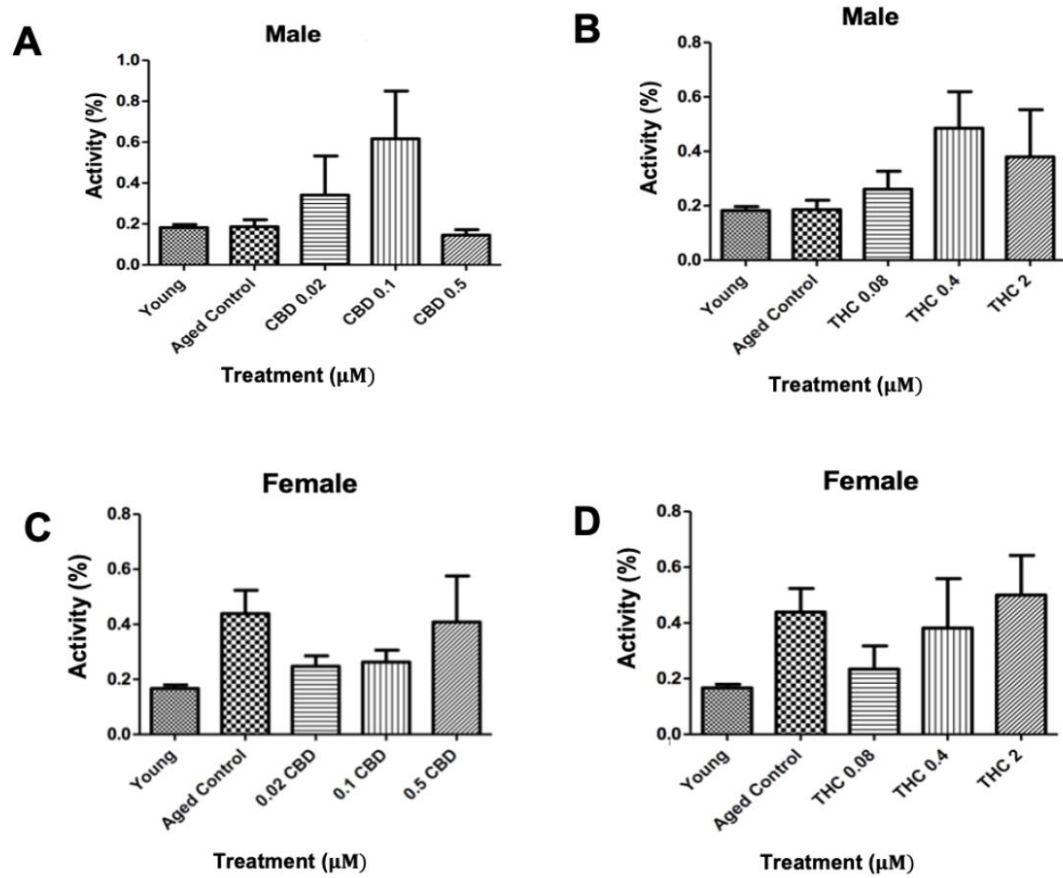 A
Male
Activity (%)
1.0
0.8
0.6
0.4
0.2
0.0
Young
Aged Control
CBD 0.02
CBD 0.1
CBD 0.5
Treatment (μM)
B
Male
Activity (%)
0.8
0.6
0.4
0.2
0.0
Young
Aged Control
THC 0.08
THC 0.4
THC 2
Treatment (μM)
C
Female
Activity (%)
0.8
0.6
0.4
0.2
0.0
Young
Aged Control
0.02 CBD
0.1 CBD
0.5 CBD
Treatment (μM)
D
Female
Activity (%)
0.8
0.6
0.4
0.2
0.0
Young
Aged Control
THC 0.08
THC 0.4
THC 2
Treatment (μM)